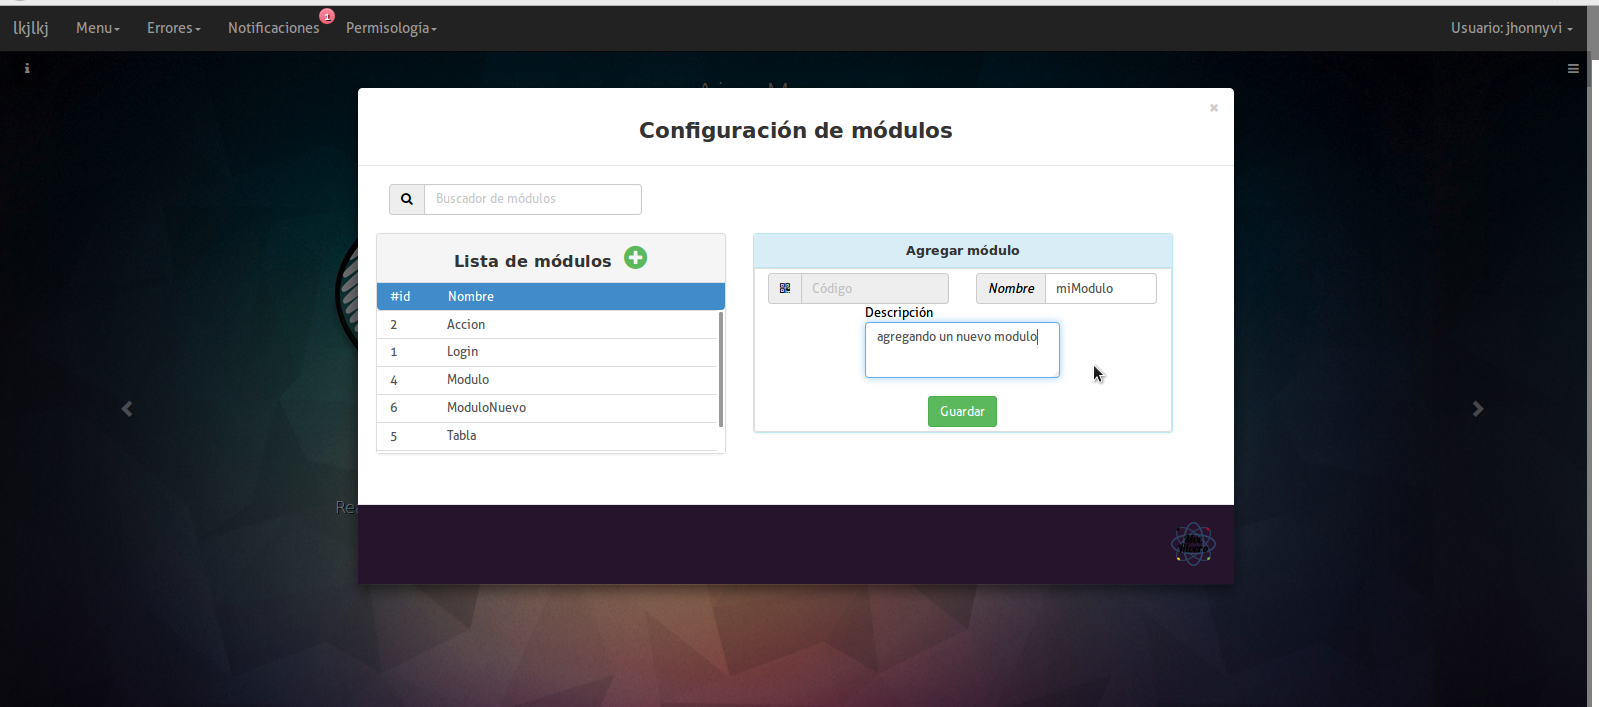 lkjlkj Menu Errores Notificaciones 1 Permisología Usuario: jhonnyvi
Configuración de módulos
×
Buscador de módulos
Lista de módulos
#id Nombre
2 Accion
1 Login
4 Modulo
6 ModuloNuevo
5 Tabla
Agregar módulo
Código Nombre miModulo
Descripción
agregando un nuevo modulo
Guardar